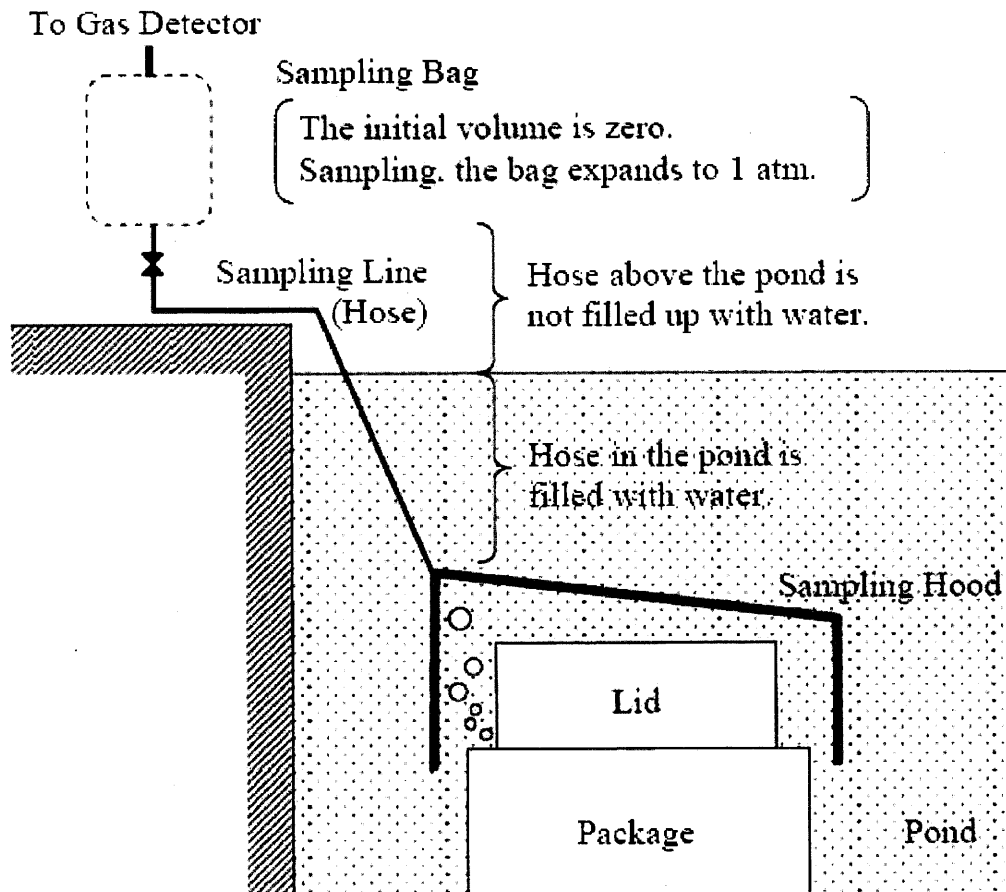 To Gas Detector
Sampling Bag
The initial volume is zero.
Sampling. the bag expands to 1 atm.
Sampling Line
(Hose)
Hose above the pond is
not filled up with water.
Hose in the pond is
filled with water.
Sampling Hood
Lid
Package
Pond